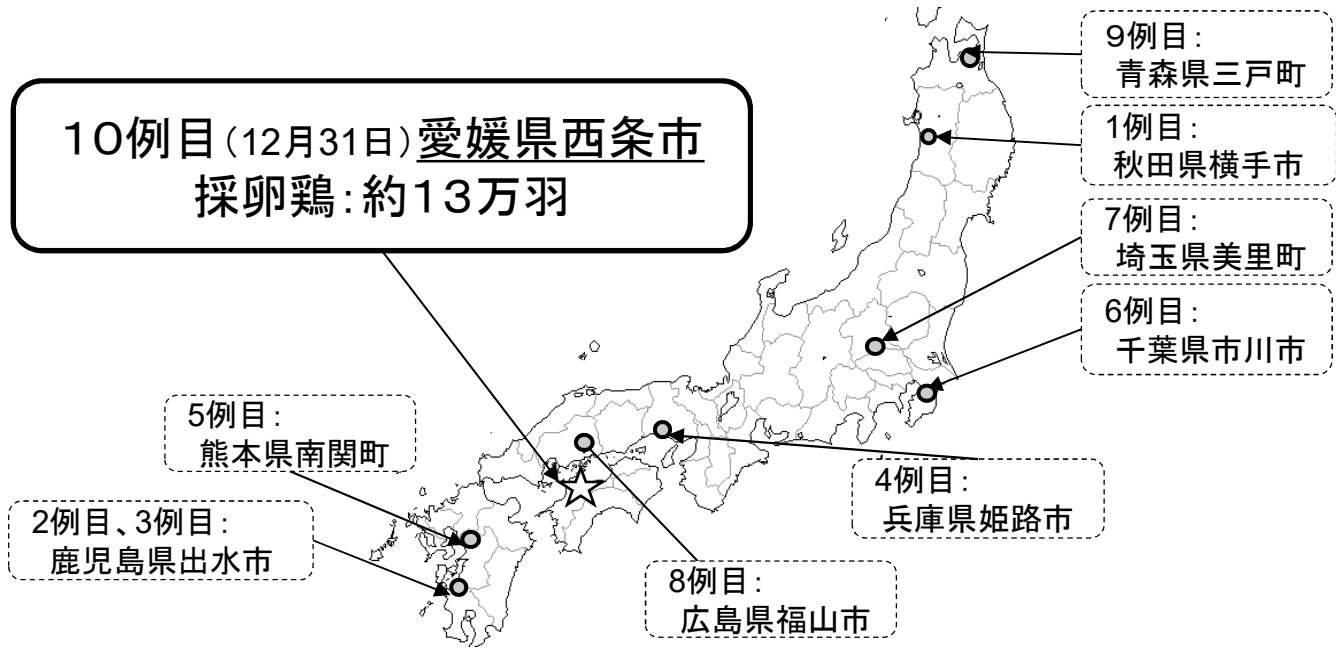 10例目(12月31日)愛媛県西条市
採卵鶏:約13万羽
9例目:
青森県三戸町
1例目:
秋田県横手市
7例目:
埼玉県美里町
6例目:
千葉県市川市
5例目:
熊本県南関町
2例目、3例目:
鹿児島県出水市
4例目:
兵庫県姫路市
8例目:
広島県福山市